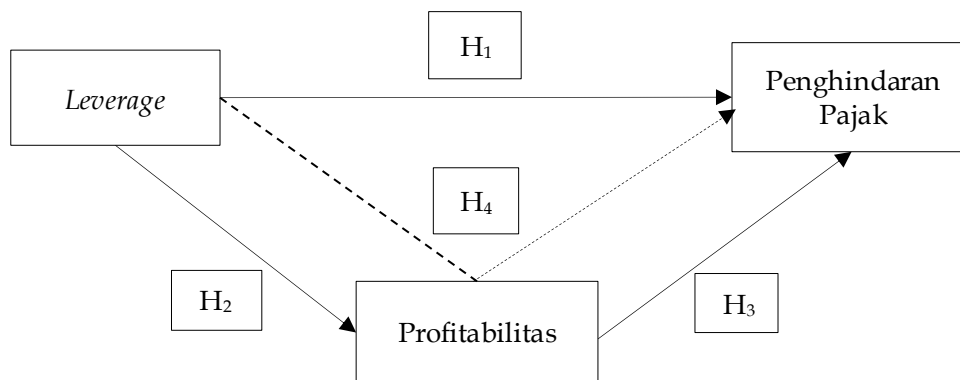 H₁
Leverage
Penghindaran
Pajak
H₄
H₂
H₃
Profitabilitas